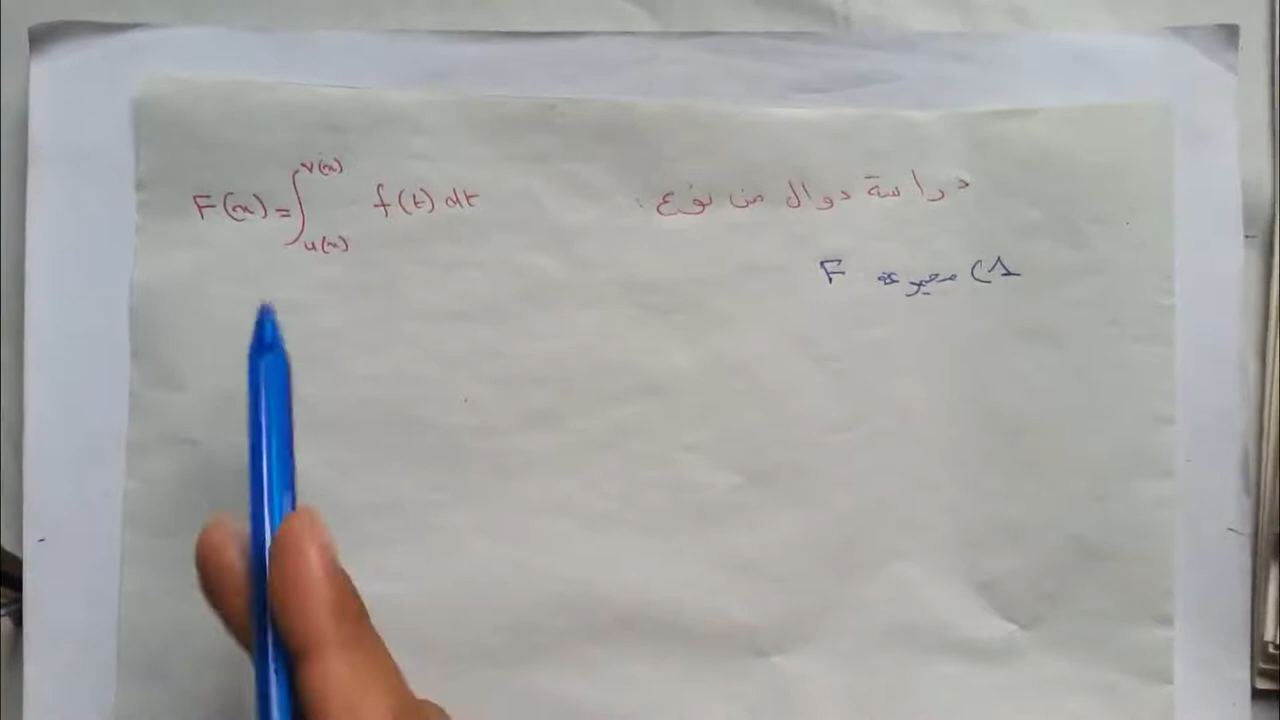 دراسة دوال من نوع : F(x) = ∫_{u(x)}^{v(x)} f(t) dt
1) مجموعة F